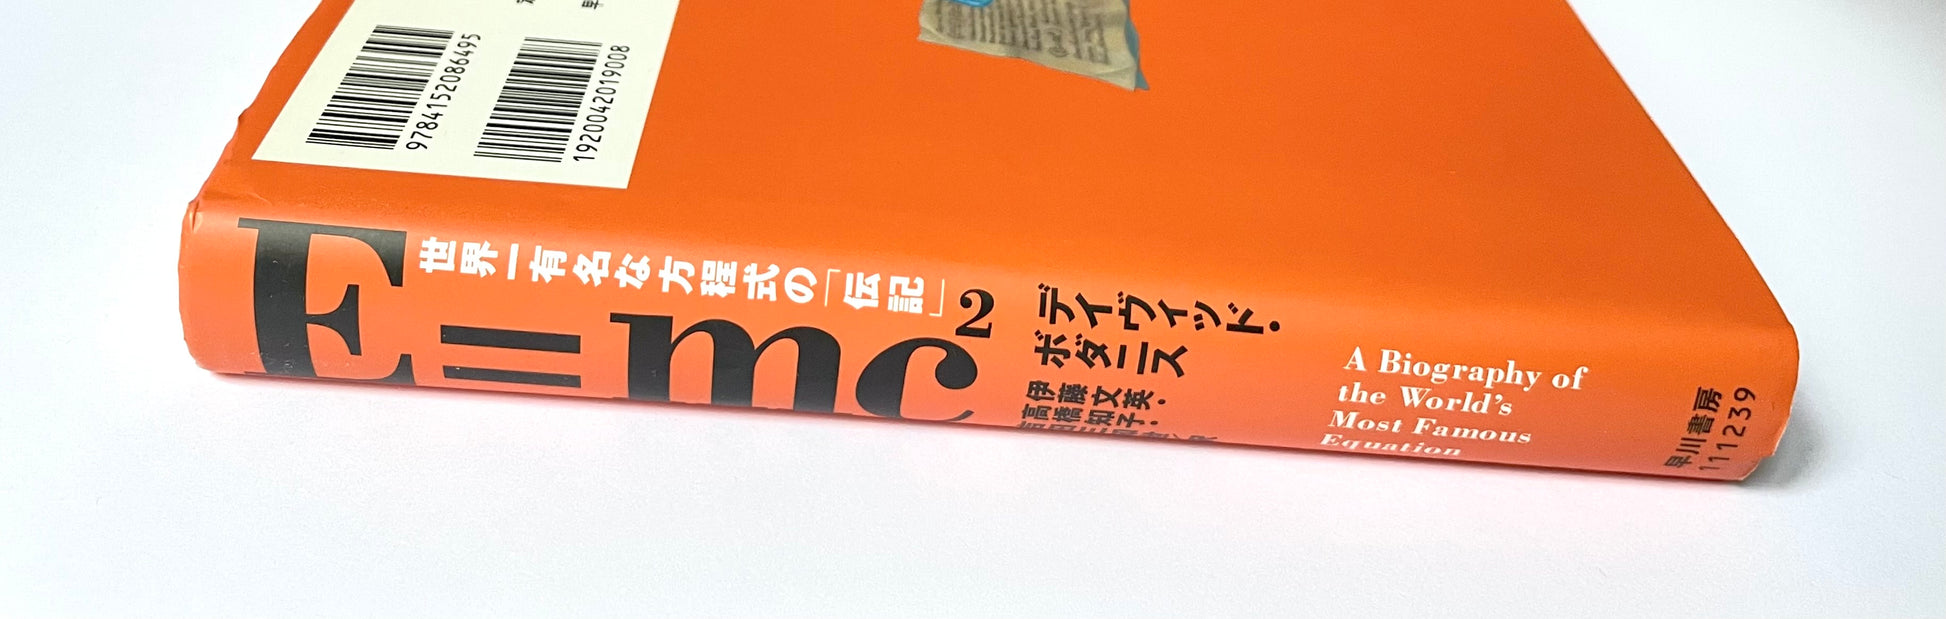 9784152086495
1920042019008
E=mc²
世界一有名な方程式の「伝記」
デイヴィッド・
ボダニス
伊藤文英・
高橋知子・
A Biography of
the World's
Most Famous
Equation
早川書房
111239